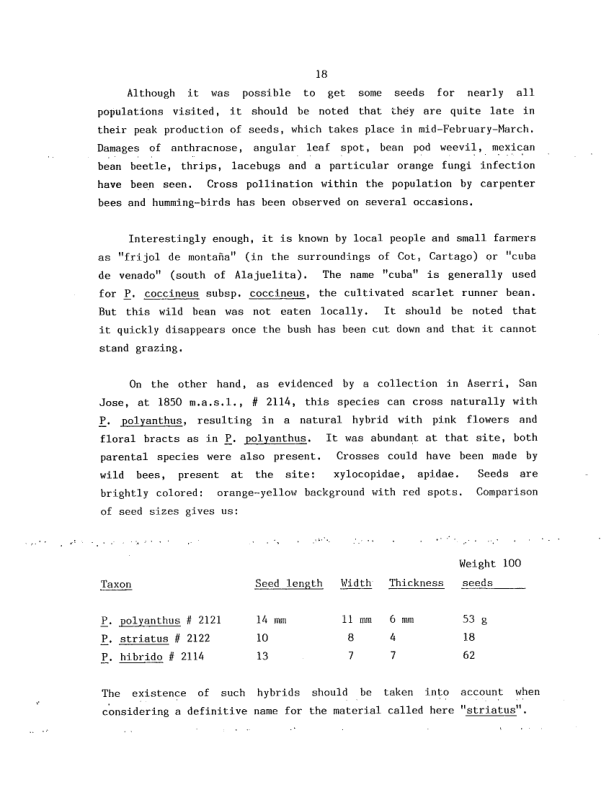 18
Although it was possible to get some seeds for nearly all
populations visited, it should be noted that they are quite late in
their peak production of seeds, which takes place in mid-February-March.
Damages of anthracnose, angular leaf spot, bean pod weevil, mexican
bean beetle, thrips, lacebugs and a particular orange fungi infection
have been seen. Cross pollination within the population by carpenter
bees and humming-birds has been observed on several occasions.
Interestingly enough, it is known by local people and small farmers
as "frijol de montaña" (in the surroundings of Cot, Cartago) or "cuba
de venado" (south of Alajuelita). The name "cuba" is generally used
for P. coccineus subsp. coccineus, the cultivated scarlet runner bean.
But this wild bean was not eaten locally. It should be noted that
it quickly disappears once the bush has been cut down and that it cannot
stand grazing.
On the other hand, as evidenced by a collection in Aserri, San
Jose, at 1850 m.a.s.l., # 2114, this species can cross naturally with
P. polyanthus, resulting in a natural hybrid with pink flowers and
floral bracts as in P. polyanthus. It was abundant at that site, both
parental species were also present. Crosses could have been made by
wild bees, present at the site: xylocopidae, apidae. Seeds are
brightly colored: orange-yellow background with red spots. Comparison
of seed sizes gives us:
Weight 100
Taxon Seed length Width Thickness seeds
P. polyanthus # 2121 14 mm 11 mm 6 mm 53 g
P. striatus # 2122 10 8 4 18
P. hibrido # 2114 13 7 7 62
The existence of such hybrids should be taken into account when
considering a definitive name for the material called here "striatus".